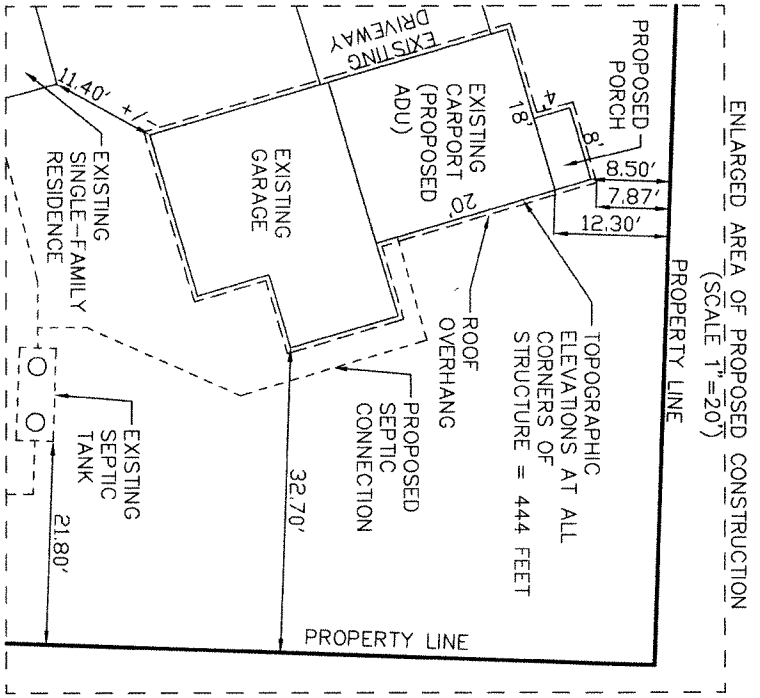 ENLARGED AREA OF PROPOSED CONSTRUCTION
(SCALE 1"=20')
PROPERTY LINE
PROPOSED
PORCH
8.50'
7.87'
12.30'
4'
8'
18'
20'
EXISTING
DRIVEWAY
EXISTING
CARPORT
(PROPOSED
ADU)
TOPOGRAPHIC
ELEVATIONS AT ALL
CORNERS OF
STRUCTURE = 444 FEET
ROOF
OVERHANG
EXISTING
GARAGE
11.40' +/-
PROPOSED
SEPTIC
CONNECTION
32.70'
EXISTING
SINGLE-FAMILY
RESIDENCE
EXISTING
SEPTIC
TANK
21.80'
PROPERTY LINE